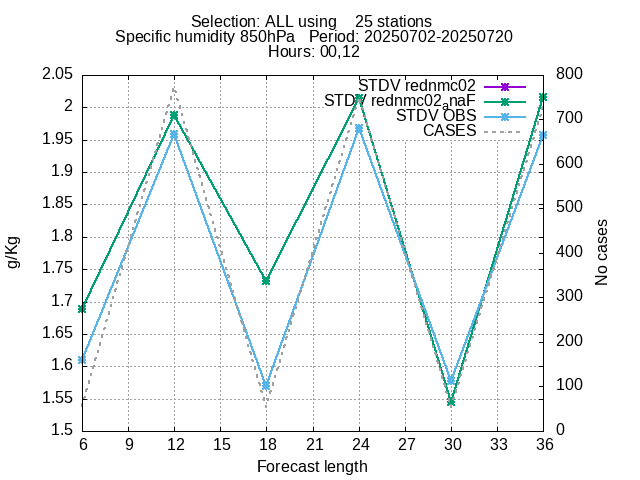 Selection: ALL using    25 stations
Specific humidity 850hPa   Period: 20250702-20250720
Hours: 00,12
2.05
2
1.95
1.9
1.85
1.8
1.75
1.7
1.65
1.6
1.55
1.5
g/Kg
STDV rednmc02
STDV rednmc02anaF
STDV OBS
CASES
800
700
600
500
400
300
200
100
0
No cases
6 9 12 15 18 21 24 27 30 33 36
Forecast length